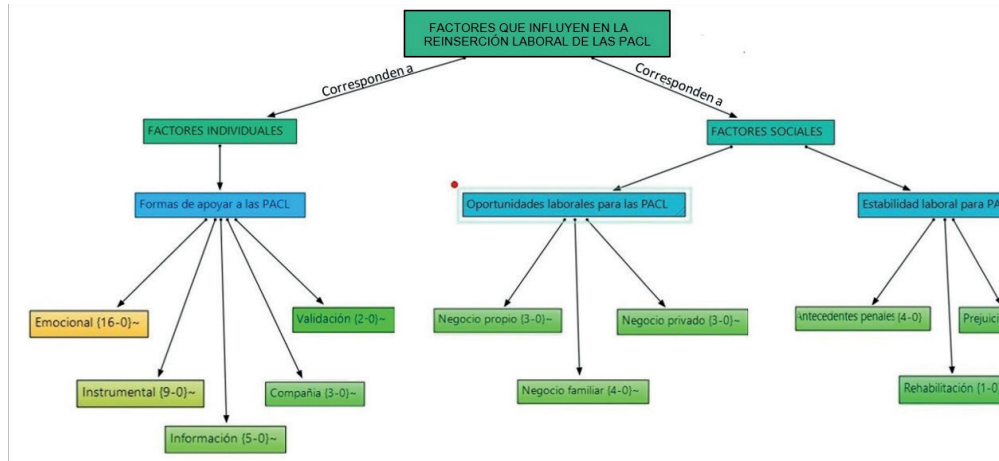 FACTORES QUE INFLUYEN EN LA
REINSERCIÓN LABORAL DE LAS PACL
Corresponden a
Corresponden a
FACTORES INDIVIDUALES
FACTORES SOCIALES
Formas de apoyar a las PACL
Oportunidades laborales para las PACL
Estabilidad laboral para PA
Emocional {16-0}~
Validación {2-0}~
Negocio propio {3-0}~
Negocio privado {3-0}~
Antecedentes penales {4-0}
Prejuici
Instrumental {9-0}~
Compañia {3-0}~
Negocio familiar {4-0}~
Rehabilitación {1-0
Información {5-0}~